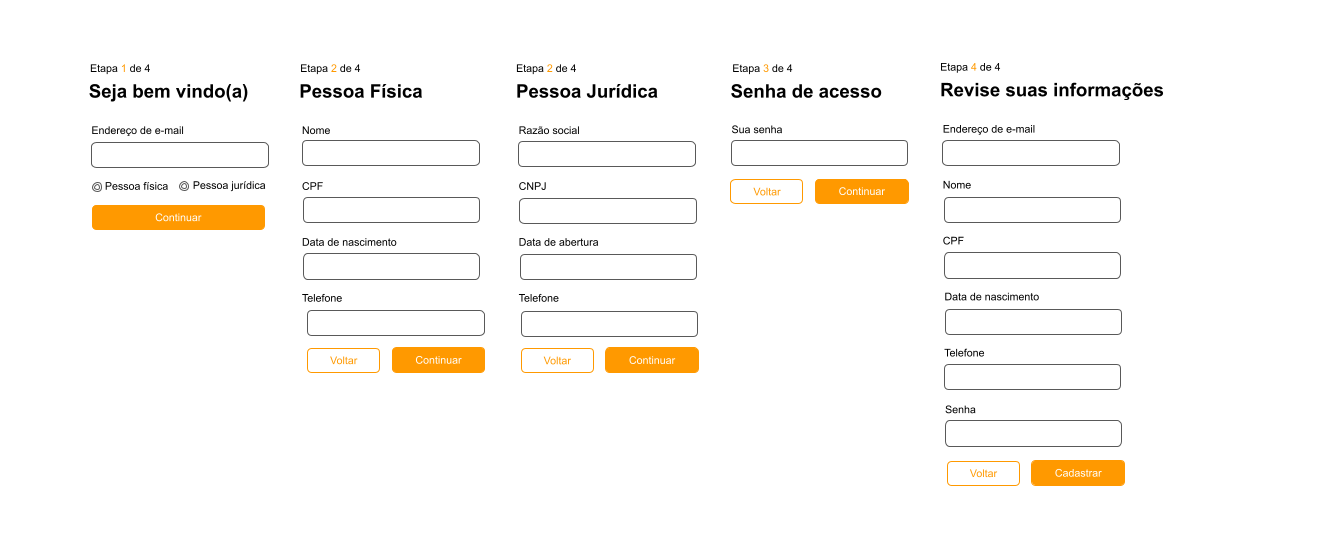 Etapa 1 de 4
Seja bem vindo(a)
Endereço de e-mail
Pessoa física
Pessoa jurídica
Continuar
Etapa 2 de 4
Pessoa Física
Nome
CPF
Data de nascimento
Telefone
Voltar
Continuar
Etapa 2 de 4
Pessoa Jurídica
Razão social
CNPJ
Data de abertura
Telefone
Voltar
Continuar
Etapa 3 de 4
Senha de acesso
Sua senha
Voltar
Continuar
Etapa 4 de 4
Revise suas informações
Endereço de e-mail
Nome
CPF
Data de nascimento
Telefone
Senha
Voltar
Cadastrar